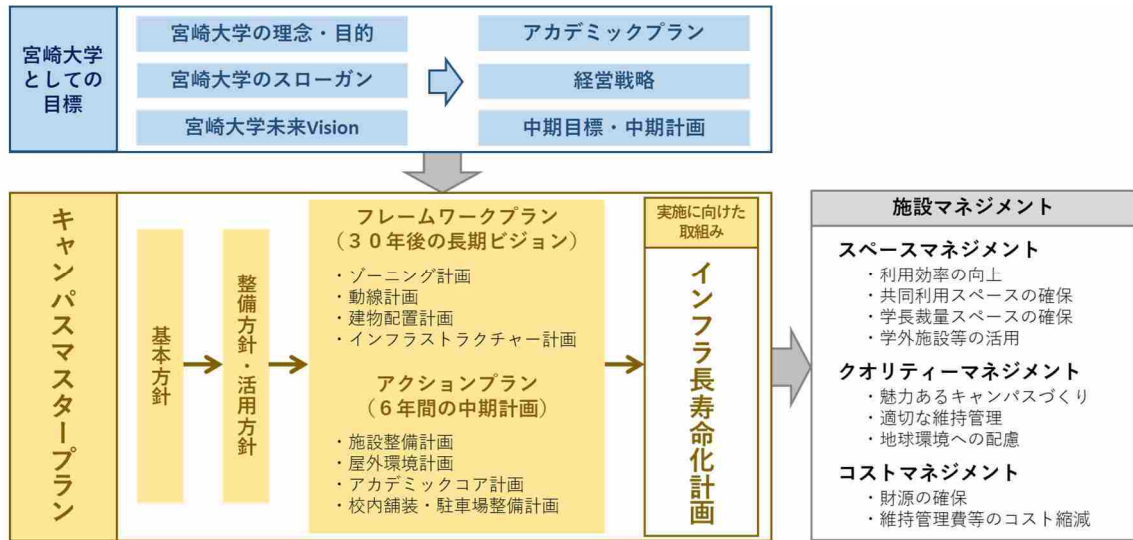 宮崎大学
としての
目標
宮崎大学の理念・目的
宮崎大学のスローガン
宮崎大学未来Vision
アカデミックプラン
経営戦略
中期目標・中期計画
キャンパスマスタープラン
基本方針
整備方針・活用方針
フレームワークプラン
（３０年後の長期ビジョン）
・ゾーニング計画
・動線計画
・建物配置計画
・インフラストラクチャー計画
アクションプラン
（６年間の中期計画）
・施設整備計画
・屋外環境計画
・アカデミックコア計画
・校内舗装・駐車場整備計画
実施に向けた
取組み
インフラ長寿命化計画
施設マネジメント
スペースマネジメント
・利用効率の向上
・共同利用スペースの確保
・学長裁量スペースの確保
・学外施設等の活用
クオリティーマネジメント
・魅力あるキャンパスづくり
・適切な維持管理
・地球環境への配慮
コストマネジメント
・財源の確保
・維持管理費等のコスト縮減